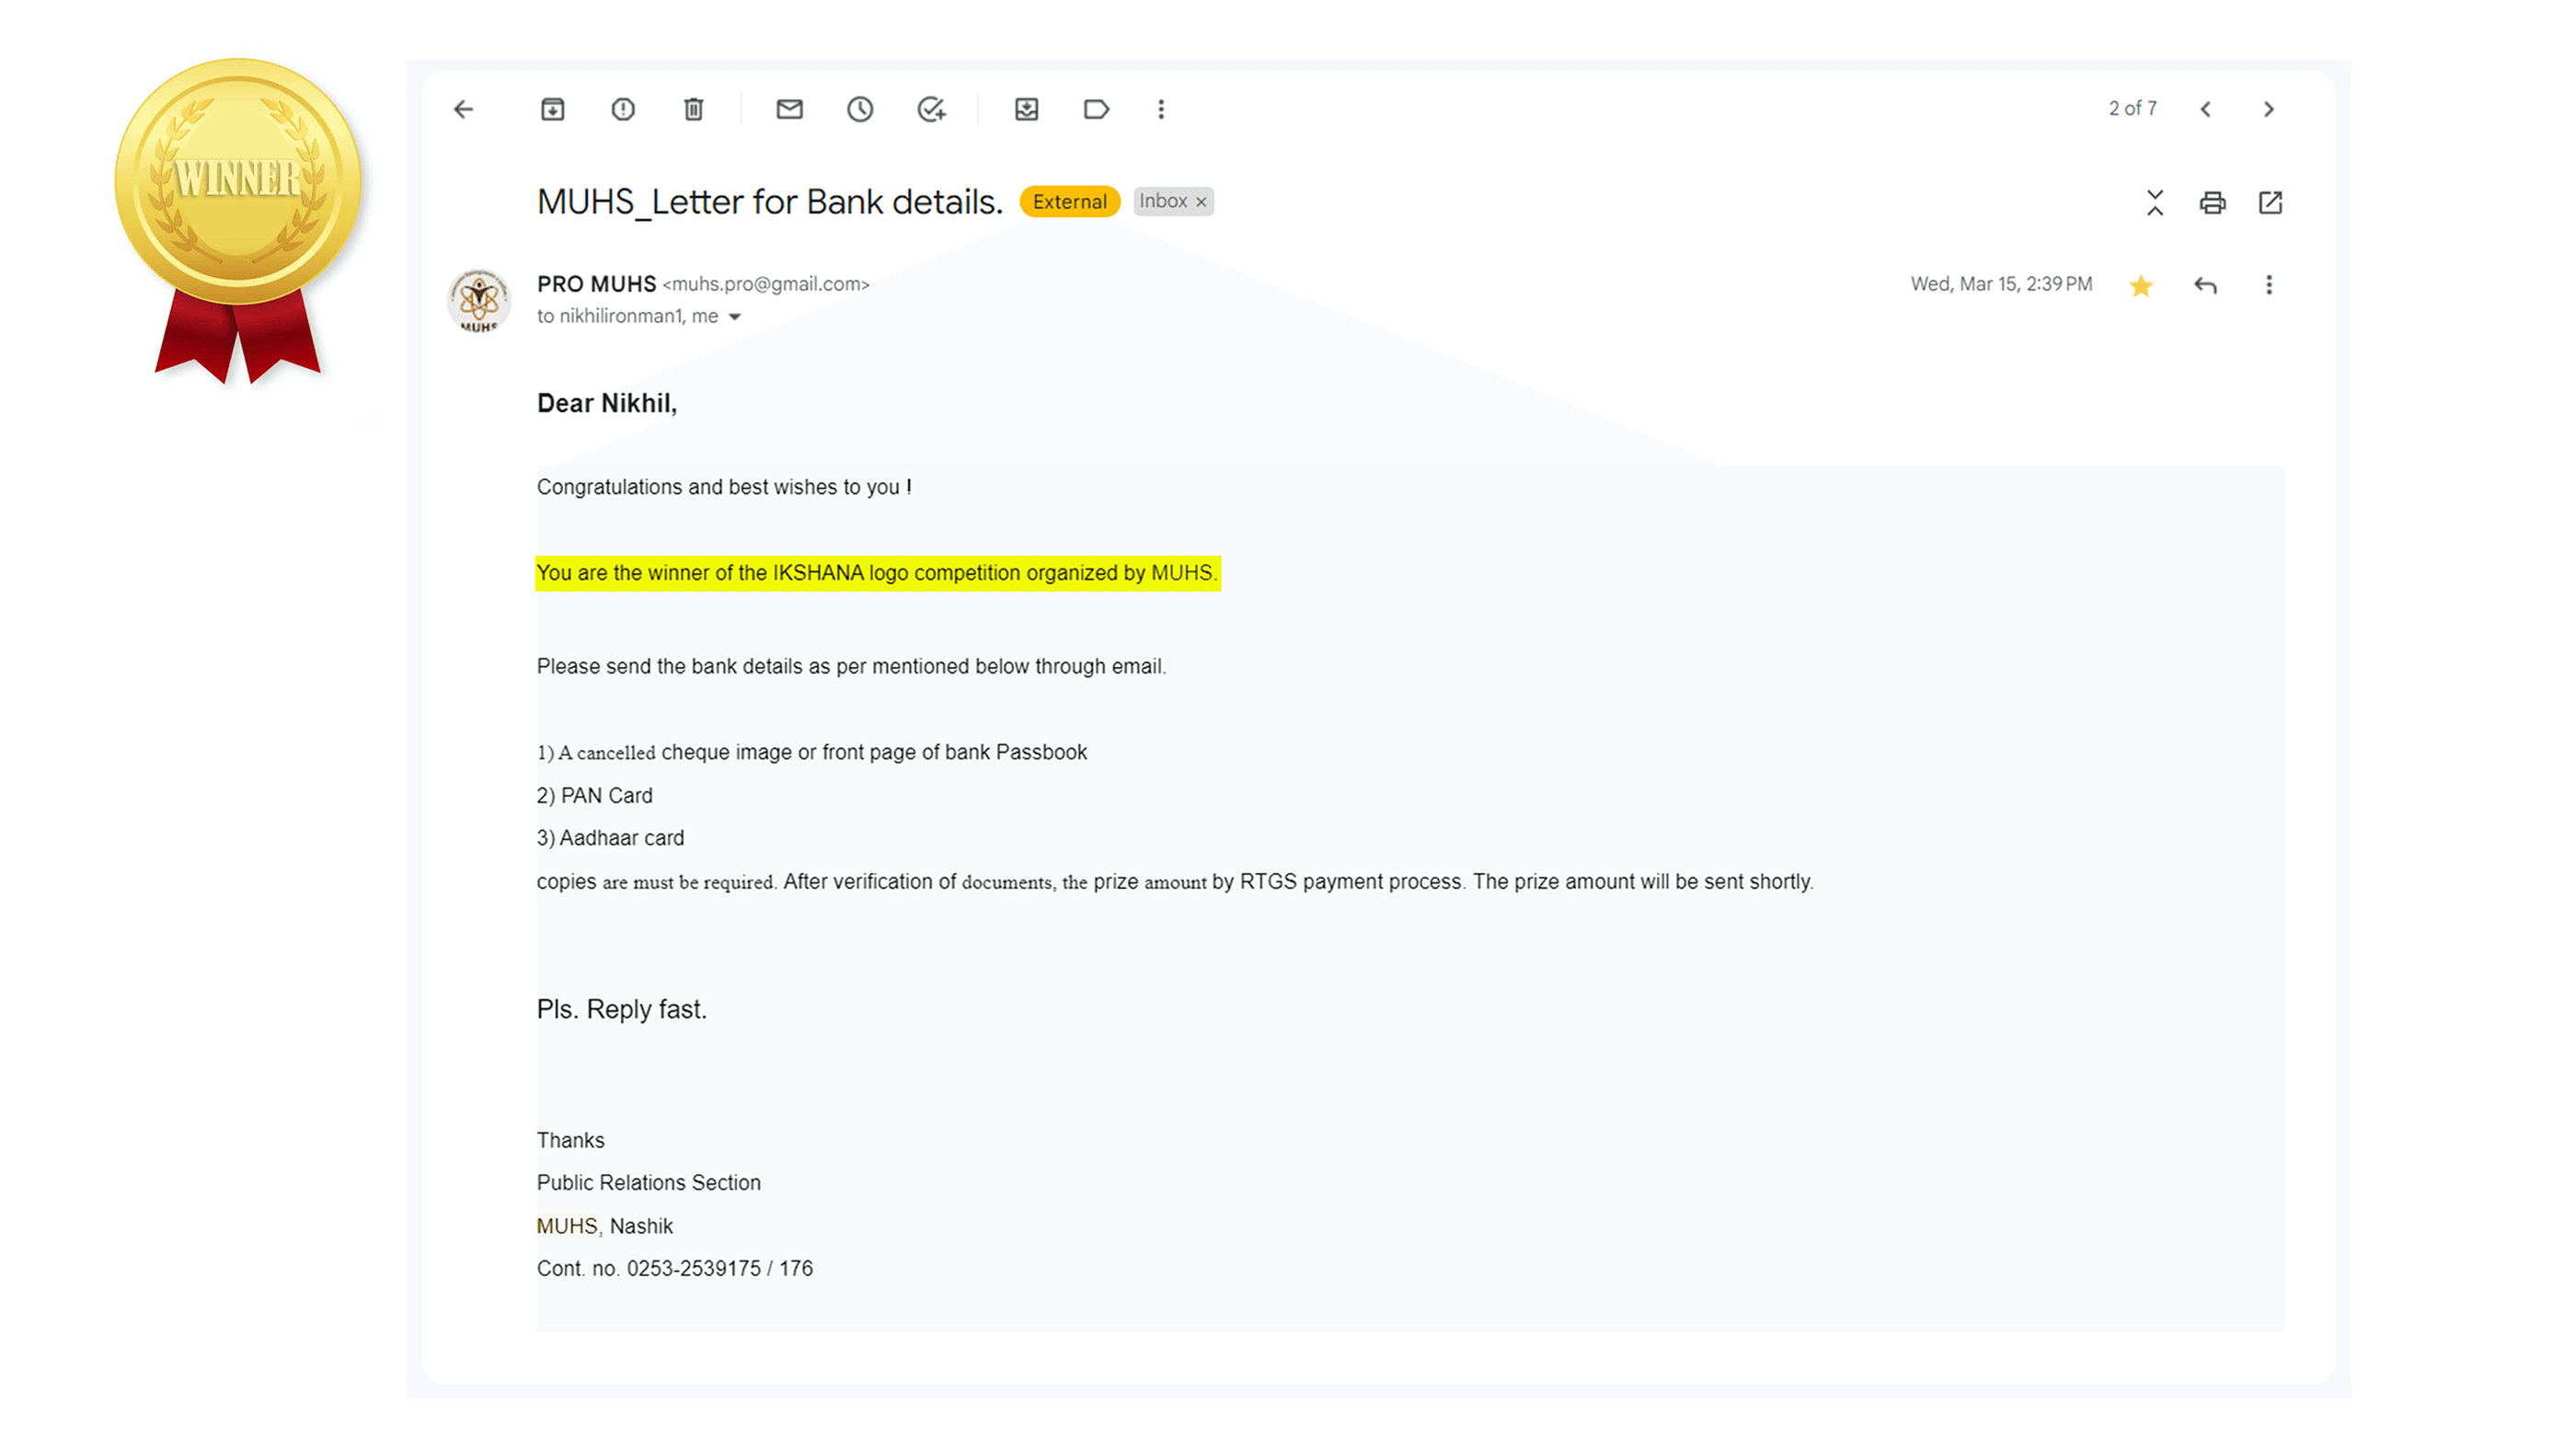 WINNER
2 of 7
MUHS_Letter for Bank details. External Inbox ×
PRO MUHS <muhs.pro@gmail.com> Wed, Mar 15, 2:39 PM
to nikhilironman1, me
MUHS
Dear Nikhil,
Congratulations and best wishes to you !
You are the winner of the IKSHANA logo competition organized by MUHS.
Please send the bank details as per mentioned below through email.
1) A cancelled cheque image or front page of bank Passbook
2) PAN Card
3) Aadhaar card
copies are must be required. After verification of documents, the prize amount by RTGS payment process. The prize amount will be sent shortly.
Pls. Reply fast.
Thanks
Public Relations Section
MUHS, Nashik
Cont. no. 0253-2539175 / 176